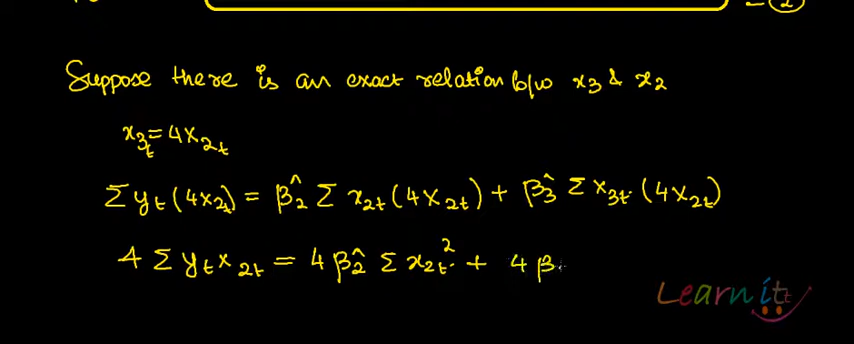 — ②
Suppose there is an exact relation b/w x₃ & x₂
x₃ₜ = 4x₂ₜ
Σ yₜ (4x₂ₜ) = β̂₂ Σ x₂ₜ (4x₂ₜ) + β̂₃ Σ x₃ₜ (4x₂ₜ)
4 Σ yₜ x₂ₜ = 4 β̂₂ Σ x₂ₜ² + 4 β
Learn it